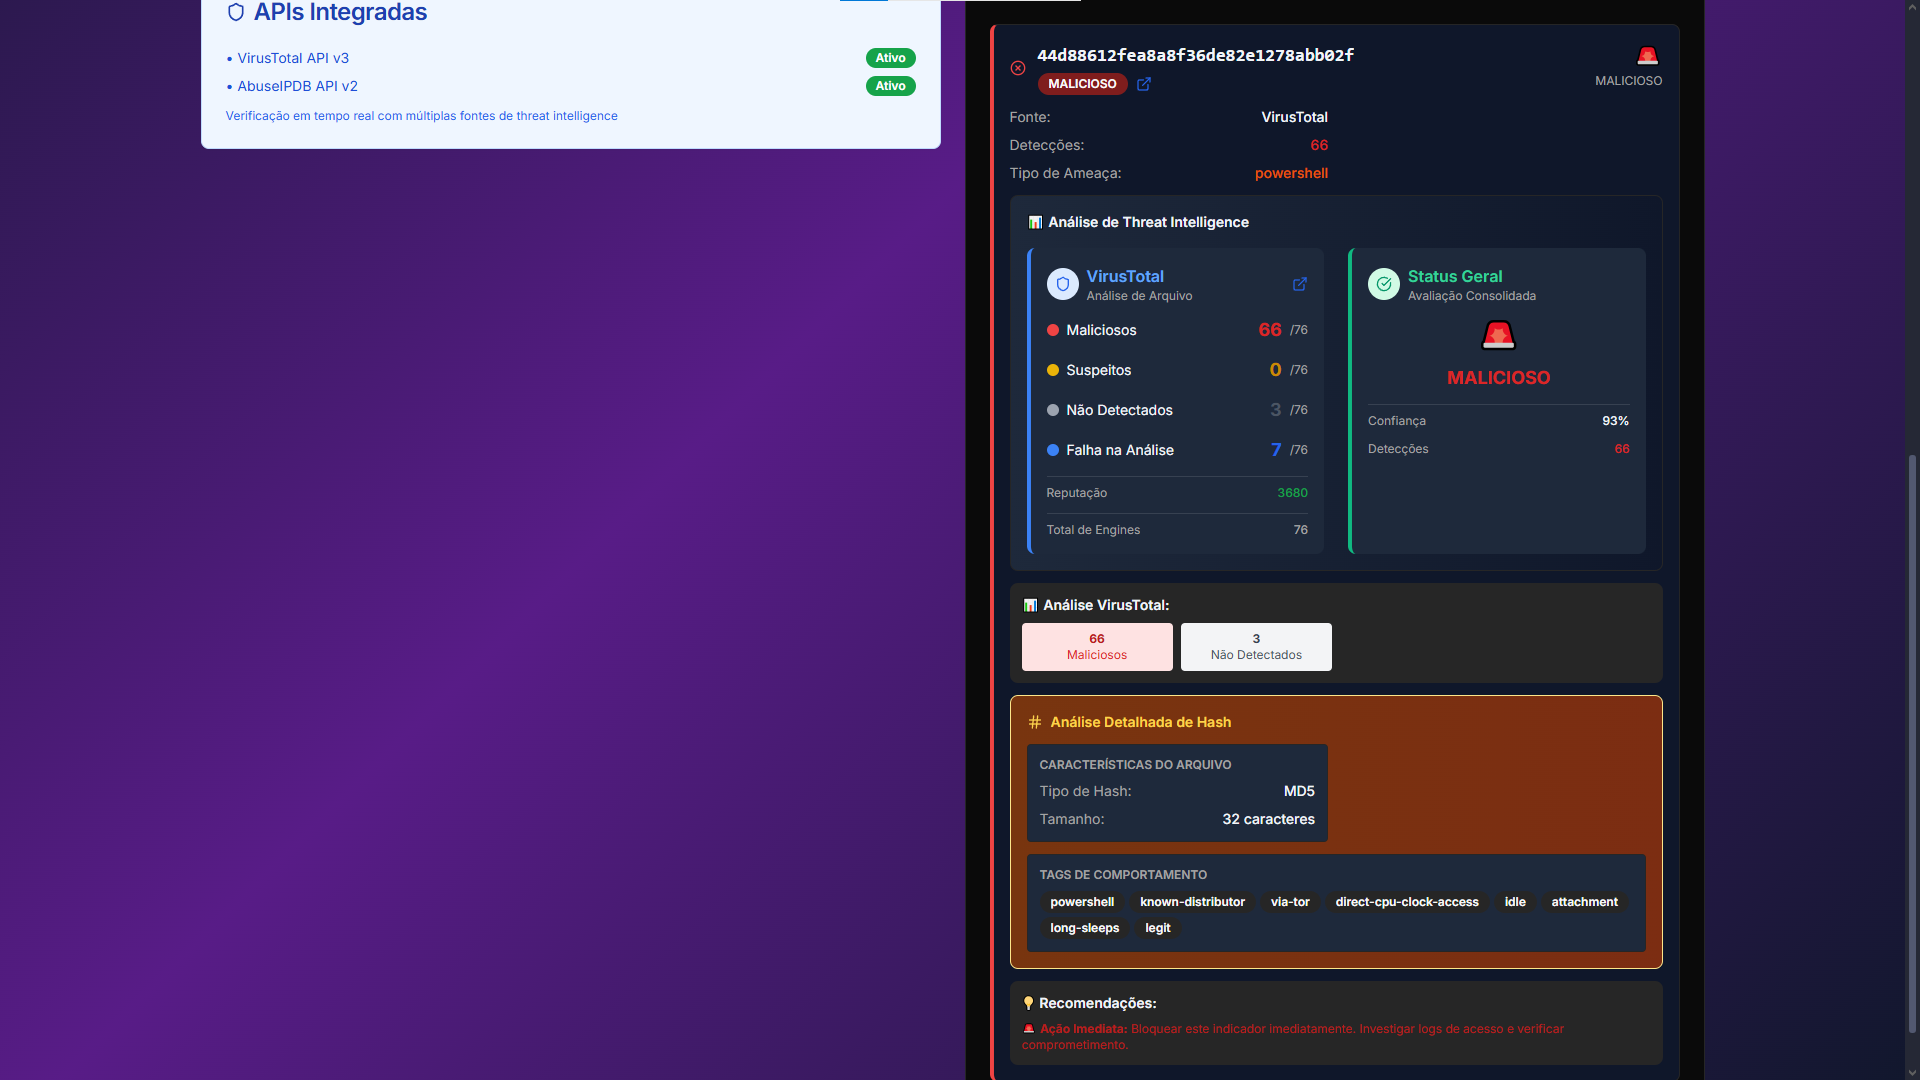 APIs Integradas
• VirusTotal API v3 Ativo
• AbuseIPDB API v2 Ativo
Verificação em tempo real com múltiplas fontes de threat intelligence
44d88612fea8a8f36de82e1278abb02f
MALICIOSO
MALICIOSO
Fonte: VirusTotal
Detecções: 66
Tipo de Ameaça: powershell
Análise de Threat Intelligence
VirusTotal
Análise de Arquivo
Maliciosos 66 /76
Suspeitos 0 /76
Não Detectados 3 /76
Falha na Análise 7 /76
Reputação 3680
Total de Engines 76
Status Geral
Avaliação Consolidada
MALICIOSO
Confiança 93%
Detecções 66
Análise VirusTotal:
66
Maliciosos
3
Não Detectados
Análise Detalhada de Hash
CARACTERÍSTICAS DO ARQUIVO
Tipo de Hash: MD5
Tamanho: 32 caracteres
TAGS DE COMPORTAMENTO
powershell known-distributor via-tor direct-cpu-clock-access idle attachment
long-sleeps legit
Recomendações:
Ação Imediata: Bloquear este indicador imediatamente. Investigar logs de acesso e verificar
comprometimento.